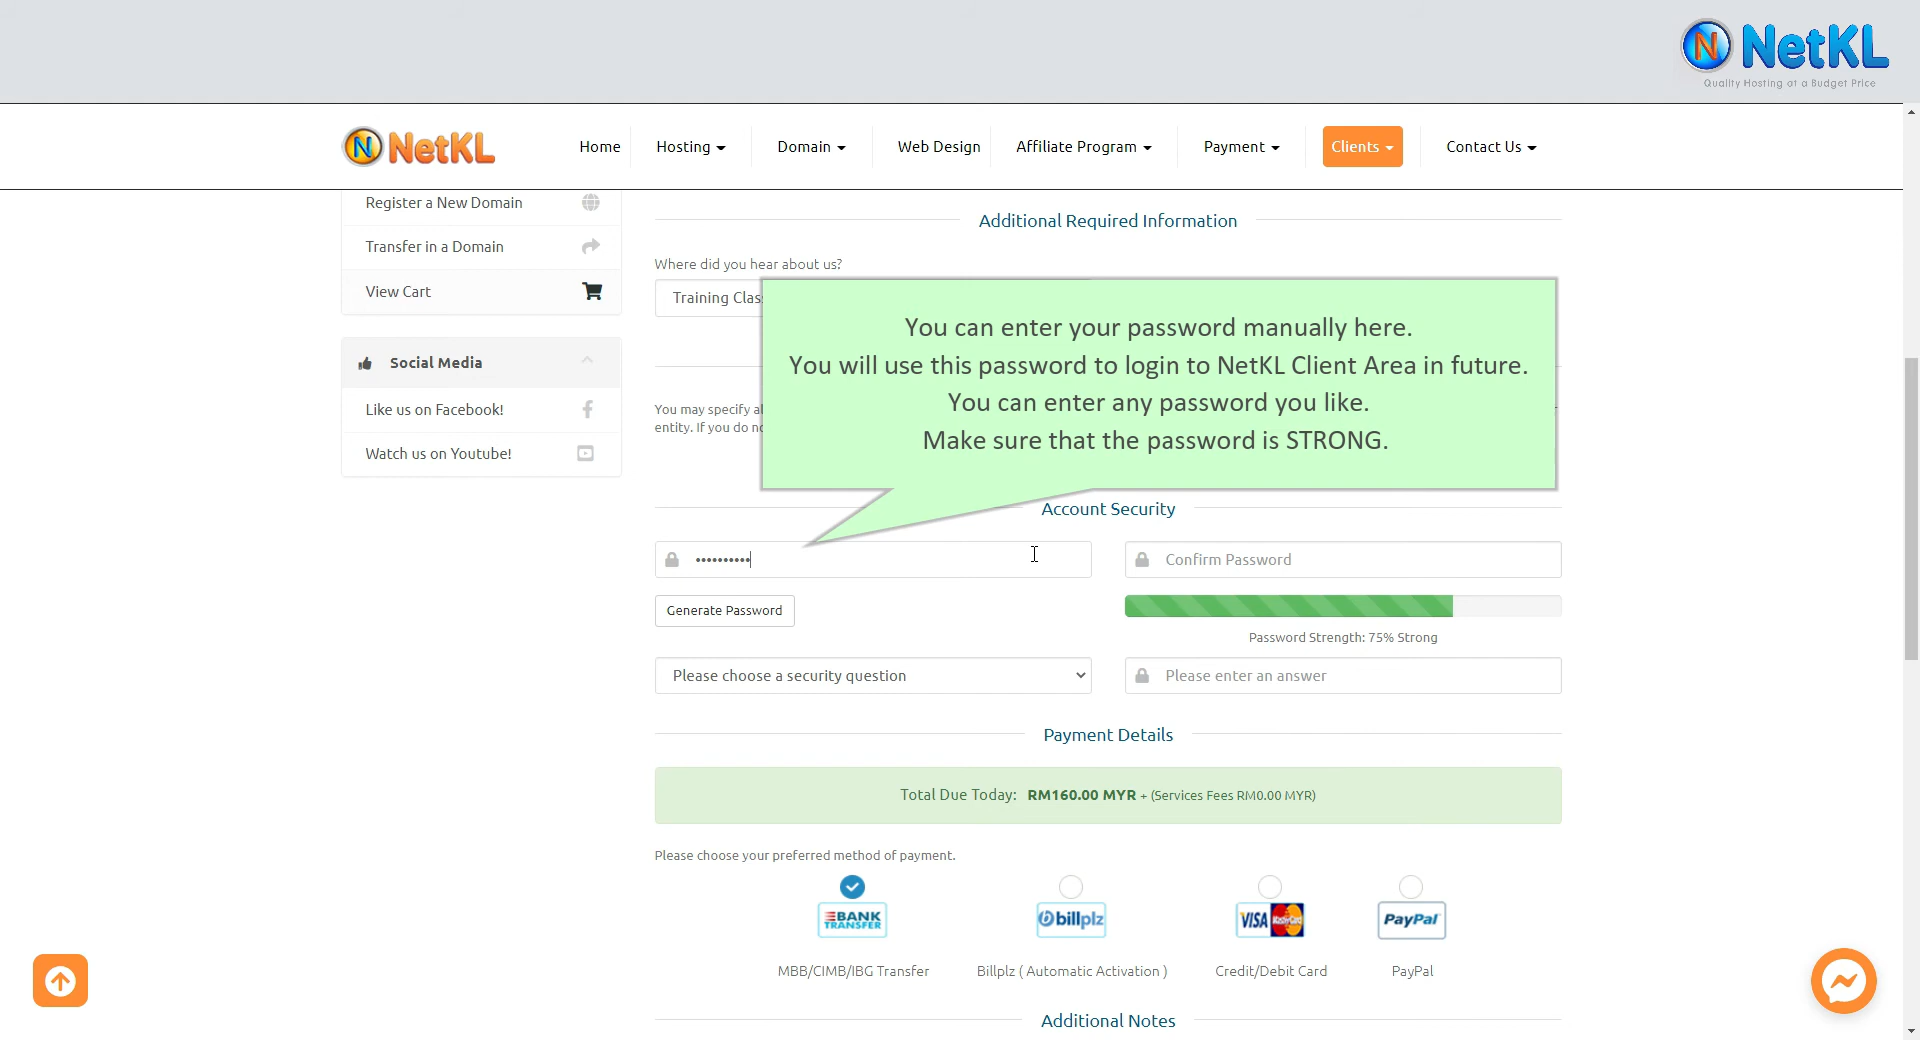 NetKL
Quality Hosting at a Budget Price
NetKL
Home
Hosting
Domain
Web Design
Affiliate Program
Payment
Clients
Contact Us
Register a New Domain
Transfer in a Domain
View Cart
Social Media
Like us on Facebook!
Watch us on Youtube!
Additional Required Information
Where did you hear about us?
Training Clas
You can enter your password manually here.
You will use this password to login to NetKL Client Area in future.
You can enter any password you like.
Make sure that the password is STRONG.
You may specify
entity. If you do
Account Security
Confirm Password
Generate Password
Password Strength: 75% Strong
Please choose a security question
Please enter an answer
Payment Details
Total Due Today: RM160.00 MYR + (Services Fees RM0.00 MYR)
Please choose your preferred method of payment.
BANK
TRANSFER
billplz
VISA MasterCard
PayPal
MBB/CIMB/IBG Transfer
Billplz ( Automatic Activation )
Credit/Debit Card
PayPal
Additional Notes